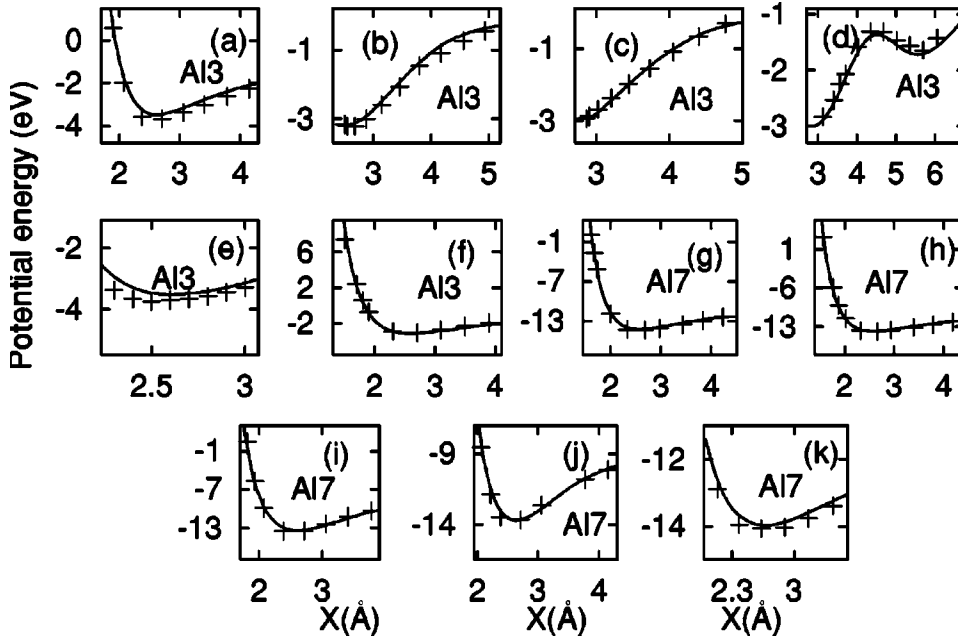 Potential energy (eV)
0
-2
-4
(a)
Al3
2 3 4
-1
-3
(b)
Al3
3 4 5
-1
-3
(c)
Al3
3 4 5
-1
-2
-3
(d)
Al3
3 4 5 6
-2
-4
(e)
Al3
2.5 3
6
2
-2
(f)
Al3
2 3 4
-1
-7
-13
(g)
Al7
2 3 4
1
-6
-13
(h)
Al7
2 3 4
-1
-7
-13
(i)
Al7
2 3
X(Å)
-9
-14
(j)
Al7
2 3 4
X(Å)
-12
-14
(k)
Al7
2.3 3
X(Å)